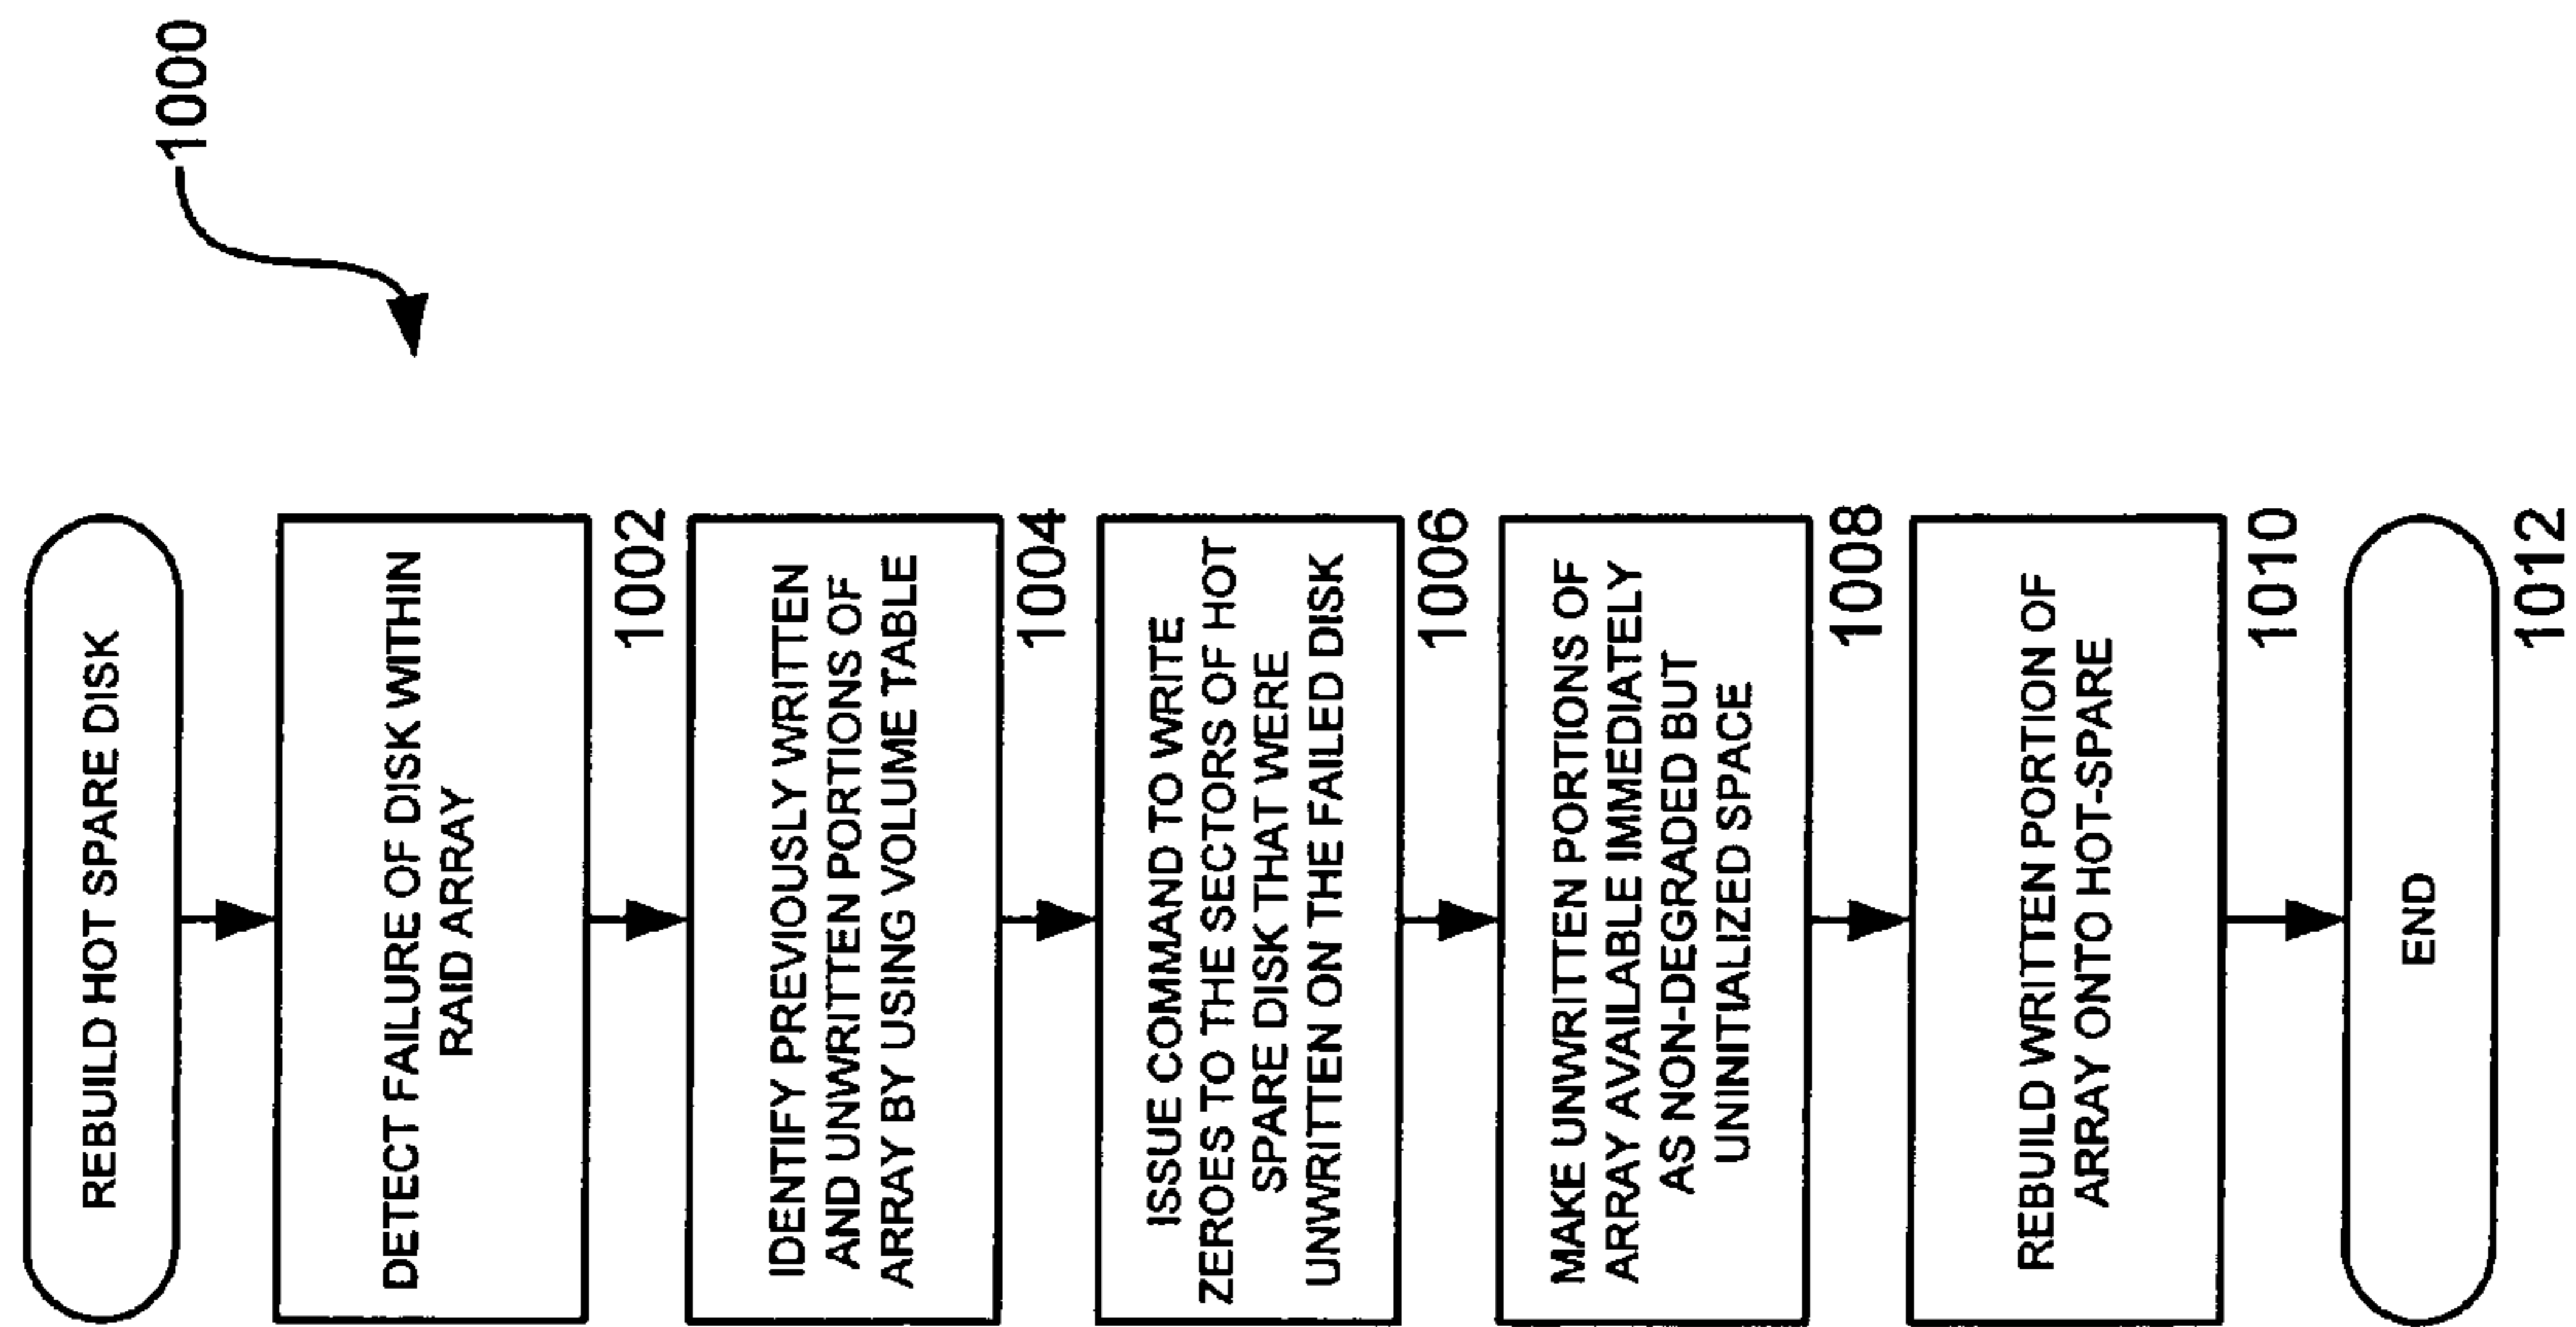 1000
REBUILD HOT SPARE DISK
DETECT FAILURE OF DISK WITHIN
RAID ARRAY
1002
IDENTIFY PREVIOUSLY WRITTEN
AND UNWRITTEN PORTIONS OF
ARRAY BY USING VOLUME TABLE
1004
ISSUE COMMAND TO WRITE
ZEROES TO THE SECTORS OF HOT
SPARE DISK THAT WERE
UNWRITTEN ON THE FAILED DISK
1006
MAKE UNWRITTEN PORTIONS OF
ARRAY AVAILABLE IMMEDIATELY
AS NON-DEGRADED BUT
UNINITIALIZED SPACE
1008
REBUILD WRITTEN PORTION OF
ARRAY ONTO HOT-SPARE
1010
END
1012